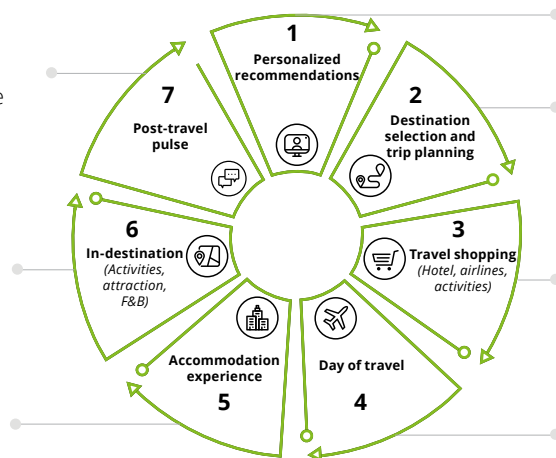 1
Personalized
recommendations
2
Destination
selection and
trip planning
3
Travel shopping
(Hotel, airlines,
activities)
Day of travel
4
Accommodation
experience
5
6
In-destination
(Activities,
attraction,
F&B)
7
Post-travel
pulse
e